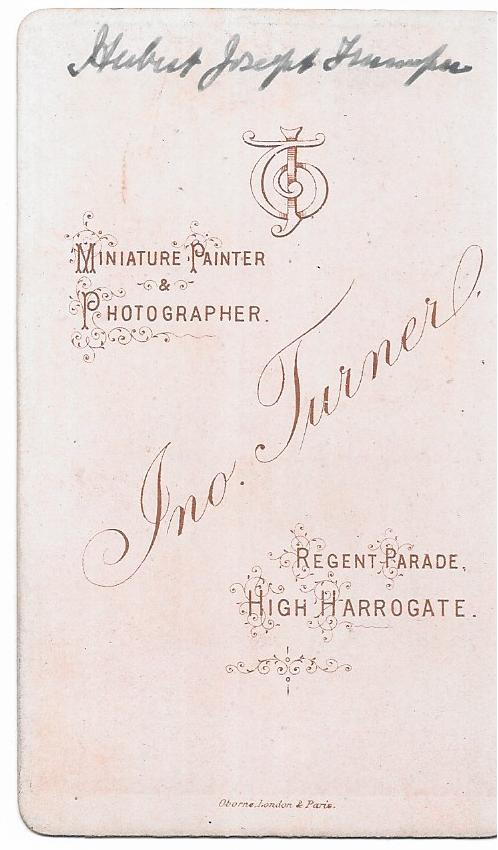 Hubert Joseph
MINIATURE PAINTER
&
PHOTOGRAPHER.
Jno. Turner.
REGENT PARADE,
HIGH HARROGATE.
Oborne, London & Paris.